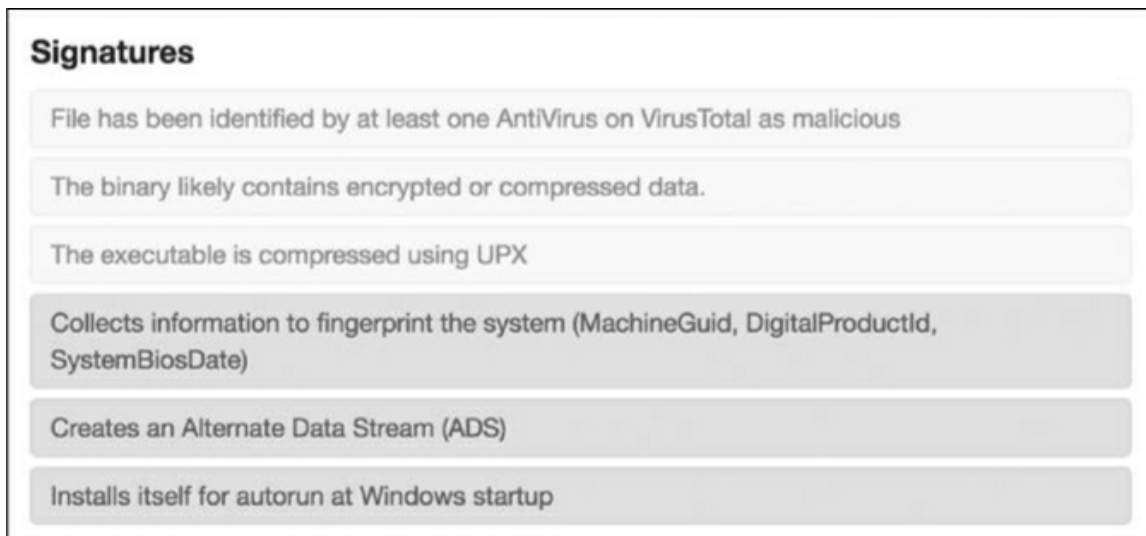 Signatures
File has been identified by at least one AntiVirus on VirusTotal as malicious
The binary likely contains encrypted or compressed data.
The executable is compressed using UPX
Collects information to fingerprint the system (MachineGuid, DigitalProductId,
SystemBiosDate)
Creates an Alternate Data Stream (ADS)
Installs itself for autorun at Windows startup